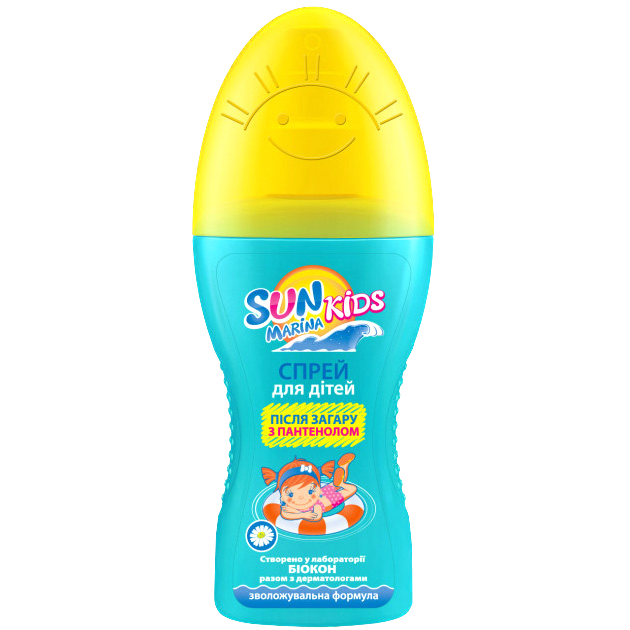 SUN KiDS
MARINA
СПРЕЙ
для дітей
ПІСЛЯ ЗАГАРУ
З ПАНТЕНОЛОМ
Створено у лабораторії
БІОКОН
разом з дерматологами
зволожувальна формула